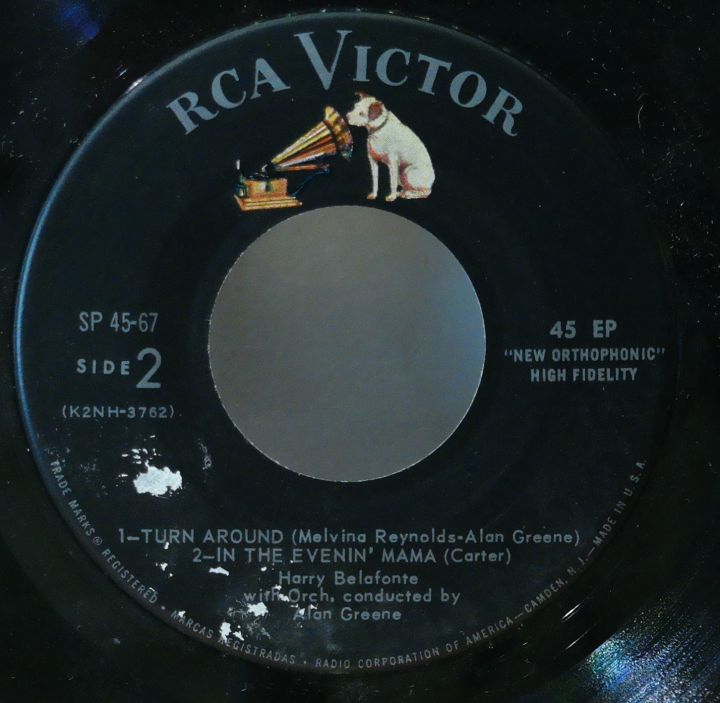 RCA VICTOR
SP 45-67
SIDE 2
(K2NH-3762)
45 EP
"NEW ORTHOPHONIC"
HIGH FIDELITY
1—TURN AROUND (Melvina Reynolds-Alan Greene)
2—IN THE EVENIN' MAMA (Carter)
Harry Belafonte
with Orch. conducted by
Alan Greene
TRADE MARKS ® REGISTERED • MARCAS REGISTRADAS • RADIO CORPORATION OF AMERICA—CAMDEN, N. J.—MADE IN U.S.A.